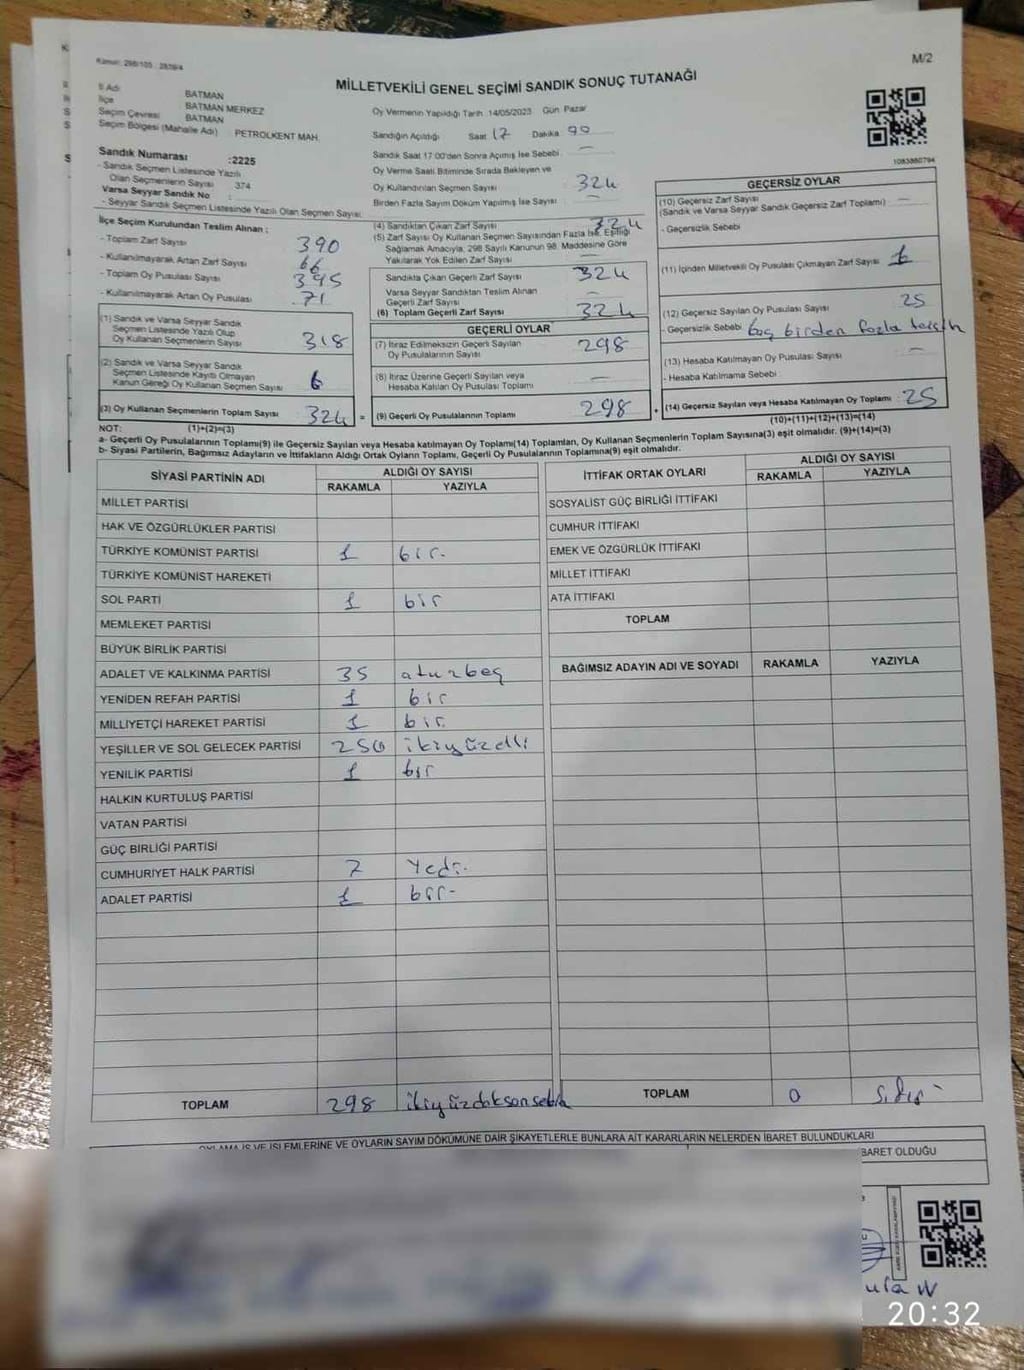 Kanun: 298/105 : 2839/4
M/2
MİLLETVEKİLİ GENEL SEÇİMİ SANDIK SONUÇ TUTANAĞI
İl Adı BATMAN
İlçe BATMAN MERKEZ
Seçim Çevresi BATMAN
Seçim Bölgesi (Mahalle Adı) : PETROLKENT MAH.
Sandık Numarası :2225
- Sandık Seçmen Listesinde Yazılı
Olan Seçmenlerin Sayısı : 374
Varsa Seyyar Sandık No :
- Seyyar Sandık Seçmen Listesinde Yazılı Olan Seçmen Sayısı:
Oy Vermenin Yapıldığı Tarih :14/05/2023 Gün :Pazar
Sandığın Açıldığı Saat 17 Dakika
Sandık Saat 17:00'den Sonra Açımış İse Sebebi : —
Oy Verme Saati Bitiminde Sırada Bekleyen ve
Oy Kullandırılan Seçmen Sayısı 324
Birden Fazla Sayım Döküm Yapılmış İse Sayısı : —
1083860794
İlçe Seçim Kurulundan Teslim Alınan :
- Toplam Zarf Sayısı 390
- Kullanılmayarak Artan Zarf Sayısı 66
- Toplam Oy Pusulası Sayısı 395
- Kullanılmayarak Artan Oy Pusulası 71
(1) Sandık ve Varsa Seyyar Sandık
Seçmen Listesinde Yazılı Olup
Oy Kullanan Seçmenlerin Sayısı 318
(2) Sandık ve Varsa Seyyar Sandık
Seçmen Listesinde Kayıtlı Olmayan
Kanun Gereği Oy Kullanan Seçmen Sayısı 6
(3) Oy Kullanan Seçmenlerin Toplam Sayısı 324
(1)+(2)=(3)
(4) Sandıktan Çıkan Zarf Sayısı 324
(5) Zarf Sayısı Oy Kullanan Seçmen Sayısından Fazla İse, Eşitliği
Sağlamak Amacıyla, 298 Sayılı Kanunun 98. Maddesine Göre
Yakılarak Yok Edilen Zarf Sayısı —
Sandıkta Çıkan Geçerli Zarf Sayısı 324
Varsa Seyyar Sandıktan Teslim Alınan
Geçerli Zarf Sayısı —
(6) Toplam Geçerli Zarf Sayısı 324
GEÇERLİ OYLAR
(7) İtiraz Edilmeksizin Geçerli Sayılan
Oy Pusulalarının Sayısı 298
(8) İtiraz Üzerine Geçerli Sayılan veya
Hesaba Katılan Oy Pusulası Toplamı —
= (9) Geçerli Oy Pusulalarının Toplamı 298
GEÇERSİZ OYLAR
(10) Geçersiz Zarf Sayısı —
(Sandık ve Varsa Seyyar Sandık Geçersiz Zarf Toplamı)
- Geçersizlik Sebebi
(11) İçinden Milletvekili Oy Pusulası Çıkmayan Zarf Sayısı 1
(12) Geçersiz Sayılan Oy Pusulası Sayısı 25
- Geçersizlik Sebebi boş birden fazla tercih
(13) Hesaba Katılmayan Oy Pusulası Sayısı —
- Hesaba Katılmama Sebebi :
+ (14) Geçersiz Sayılan veya Hesaba Katılmayan Oy Toplamı : 25
(10)+(11)+(12)+(13)=(14)
NOT:
a- Geçerli Oy Pusulalarının Toplamı(9) ile Geçersiz Sayılan veya Hesaba katılmayan Oy Toplamı(14) Toplamları, Oy Kullanan Seçmenlerin Toplam Sayısına(3) eşit olmalıdır. (9)+(14)=(3)
b- Siyasi Partilerin, Bağımsız Adayların ve İttifakların Aldığı Ortak Oyların Toplamı, Geçerli Oy Pusulalarının Toplamına(9) eşit olmalıdır.
SİYASİ PARTİNİN ADI ALDIĞI OY SAYISI
RAKAMLA YAZIYLA
MİLLET PARTİSİ
HAK VE ÖZGÜRLÜKLER PARTİSİ
TÜRKİYE KOMÜNİST PARTİSİ 1 bir.
TÜRKİYE KOMÜNİST HAREKETİ
SOL PARTİ 1 bir
MEMLEKET PARTİSİ
BÜYÜK BİRLİK PARTİSİ
ADALET VE KALKINMA PARTİSİ 35 otuzbeş
YENİDEN REFAH PARTİSİ 1 bir
MİLLİYETÇİ HAREKET PARTİSİ 1 bir.
YEŞİLLER VE SOL GELECEK PARTİSİ 250 ikiyüzelli
YENİLİK PARTİSİ 1 bir
HALKIN KURTULUŞ PARTİSİ
VATAN PARTİSİ
GÜÇ BİRLİĞİ PARTİSİ
CUMHURİYET HALK PARTİSİ 7 Yedi.
ADALET PARTİSİ 1 bir-
TOPLAM 298 ikiyüzdoksansekiz
İTTİFAK ORTAK OYLARI ALDIĞI OY SAYISI
RAKAMLA YAZIYLA
SOSYALİST GÜÇ BİRLİĞİ İTTİFAKI
CUMHUR İTTİFAKI
EMEK VE ÖZGÜRLÜK İTTİFAKI
MİLLET İTTİFAKI
ATA İTTİFAKI
TOPLAM
BAĞIMSIZ ADAYIN ADI VE SOYADI RAKAMLA YAZIYLA
TOPLAM 0 Sıfır
OYLAMA İŞ VE İŞLEMLERİNE VE OYLARIN SAYIM DÖKÜMÜNE DAİR ŞİKAYETLERLE BUNLARA AİT KARARLARIN NELERDEN İBARET BULUNDUKLARI
BARET OLDUĞU
20:32